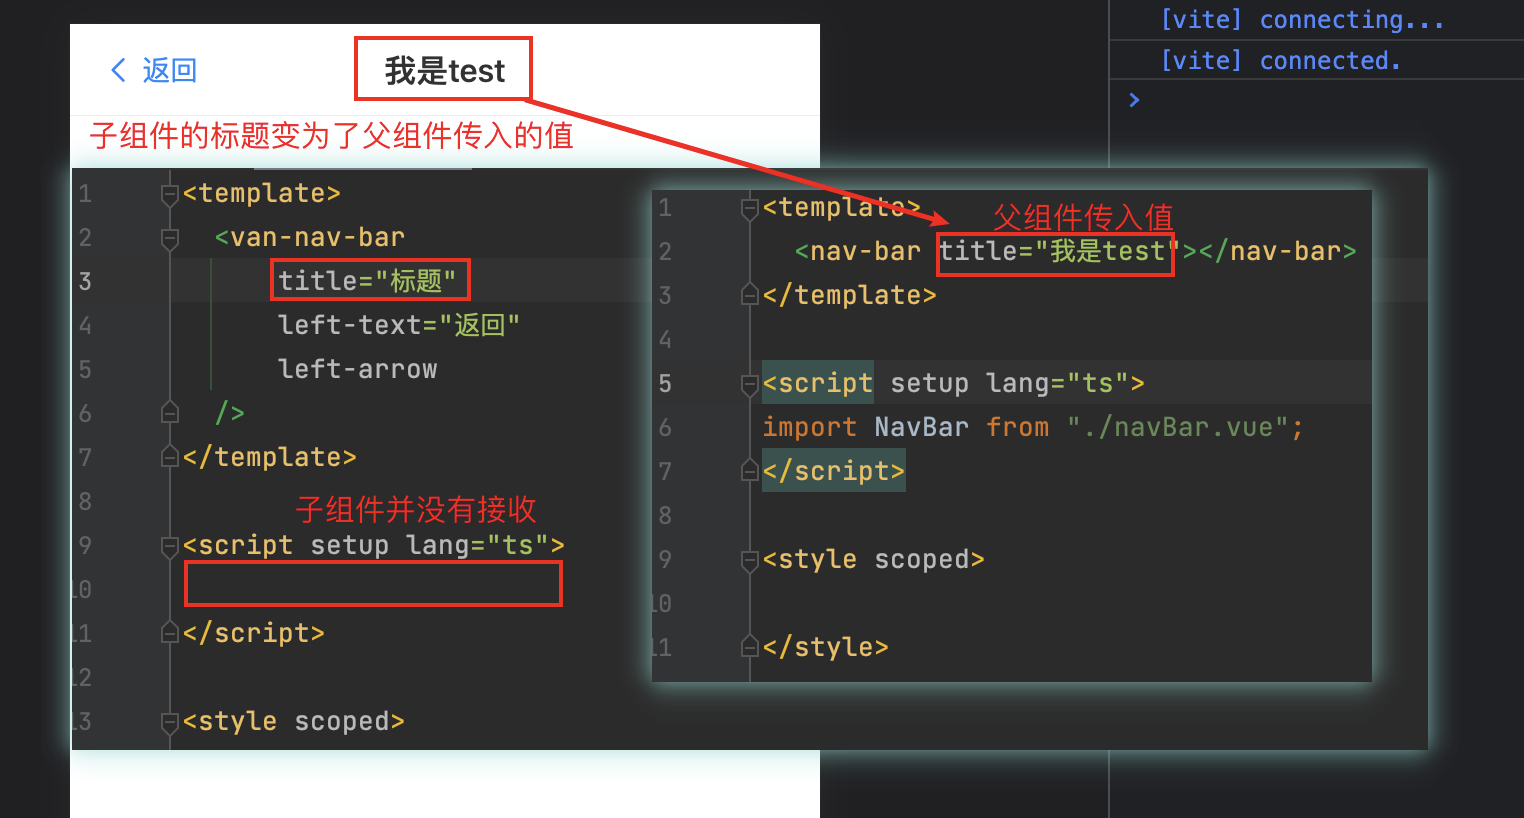 返回
我是test
子组件的标题变为了父组件传入的值
[vite] connecting...
[vite] connected.
>
1 <template>
2 <van-nav-bar
3 title="标题"
4 left-text="返回"
5 left-arrow
6 />
7 </template>
8 子组件并没有接收
9 <script setup lang="ts">
10
11 </script>
12
13 <style scoped>
1 <template>
父组件传入值
2 <nav-bar title="我是test"></nav-bar>
3 </template>
4
5 <script setup lang="ts">
6 import NavBar from "./navBar.vue";
7 </script>
8
9 <style scoped>
10
11 </style>